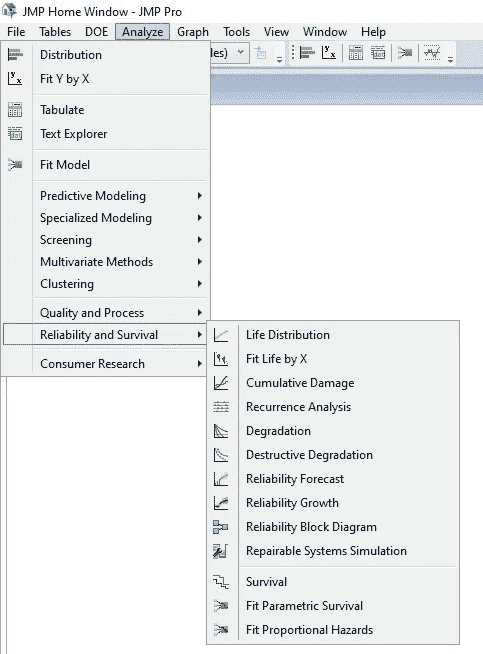 JMP Home Window - JMP Pro
File Tables DOE Analyze Graph Tools View Window Help
les)
Distribution
Fit Y by X
Tabulate
Text Explorer
Fit Model
Predictive Modeling
Specialized Modeling
Screening
Multivariate Methods
Clustering
Quality and Process
Reliability and Survival
Consumer Research
Life Distribution
Fit Life by X
Cumulative Damage
Recurrence Analysis
Degradation
Destructive Degradation
Reliability Forecast
Reliability Growth
Reliability Block Diagram
Repairable Systems Simulation
Survival
Fit Parametric Survival
Fit Proportional Hazards